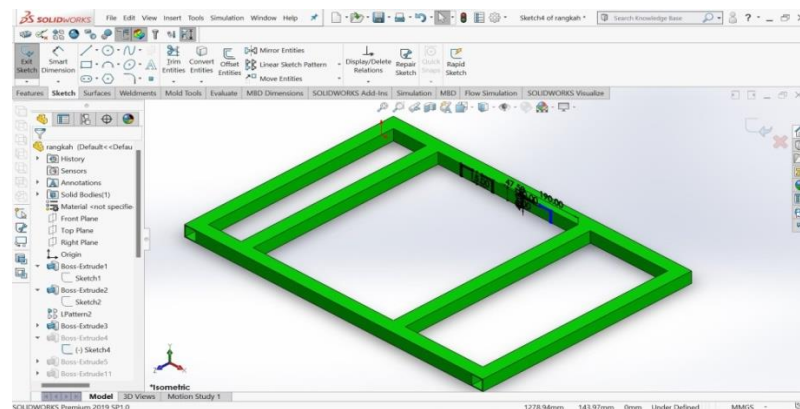 SOLIDWORKS File Edit View Insert Tools Simulation Window Help Sketch4 of rangkah * Search Knowledge Base
Exit Sketch Smart Dimension Trim Entities Convert Entities Offset Entities Mirror Entities Linear Sketch Pattern Move Entities Display/Delete Relations Repair Sketch Quick Snaps Rapid Sketch
Features Sketch Surfaces Weldments Mold Tools Evaluate MBD Dimensions SOLIDWORKS Add-Ins Simulation MBD Flow Simulation SOLIDWORKS Visualize
rangkah (Default<<Defau
History
Sensors
Annotations
Solid Bodies(1)
Material <not specifie
Front Plane
Top Plane
Right Plane
Origin
Boss-Extrude1
Sketch1
Boss-Extrude2
Sketch2
LPattern2
Boss-Extrude3
Boss-Extrude4
(-) Sketch4
Boss-Extrude5
Boss-Extrude11
190.00
*Isometric
Model 3D Views Motion Study 1
SOLIDWORKS Premium 2019 SP1.0 1278.94mm 143.97mm 0mm Under Defined MMGS